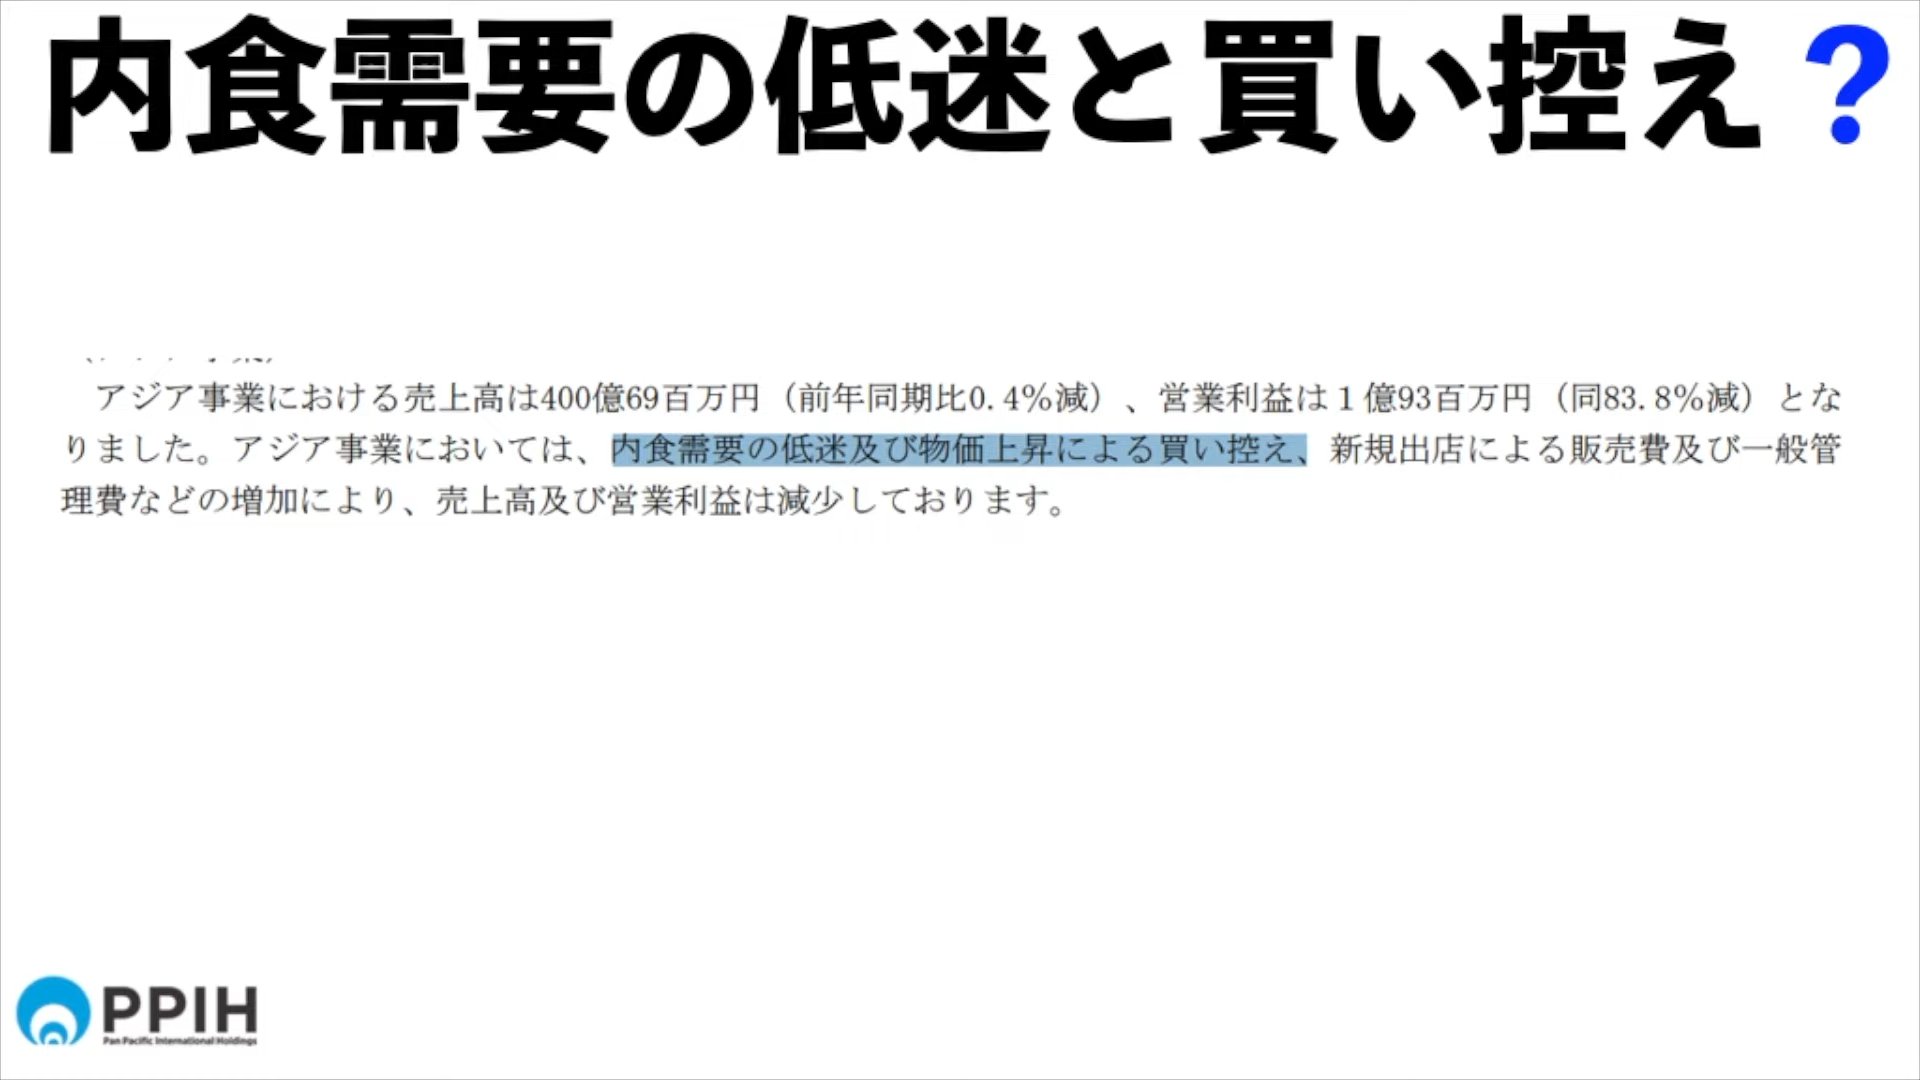 内食需要の低迷と買い控え？
アジア事業における売上高は400億69百万円（前年同期比0.4％減）、営業利益は１億93百万円（同83.8％減）とな
りました。アジア事業においては、内食需要の低迷及び物価上昇による買い控え、新規出店による販売費及び一般管
理費などの増加により、売上高及び営業利益は減少しております。
PPIH
Pan Pacific International Holdings